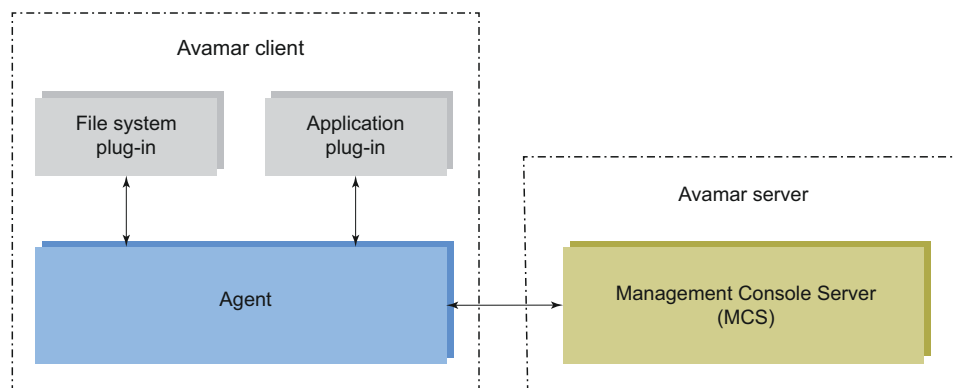 Avamar client
File system
plug-in
Application
plug-in
Agent
Avamar server
Management Console Server
(MCS)